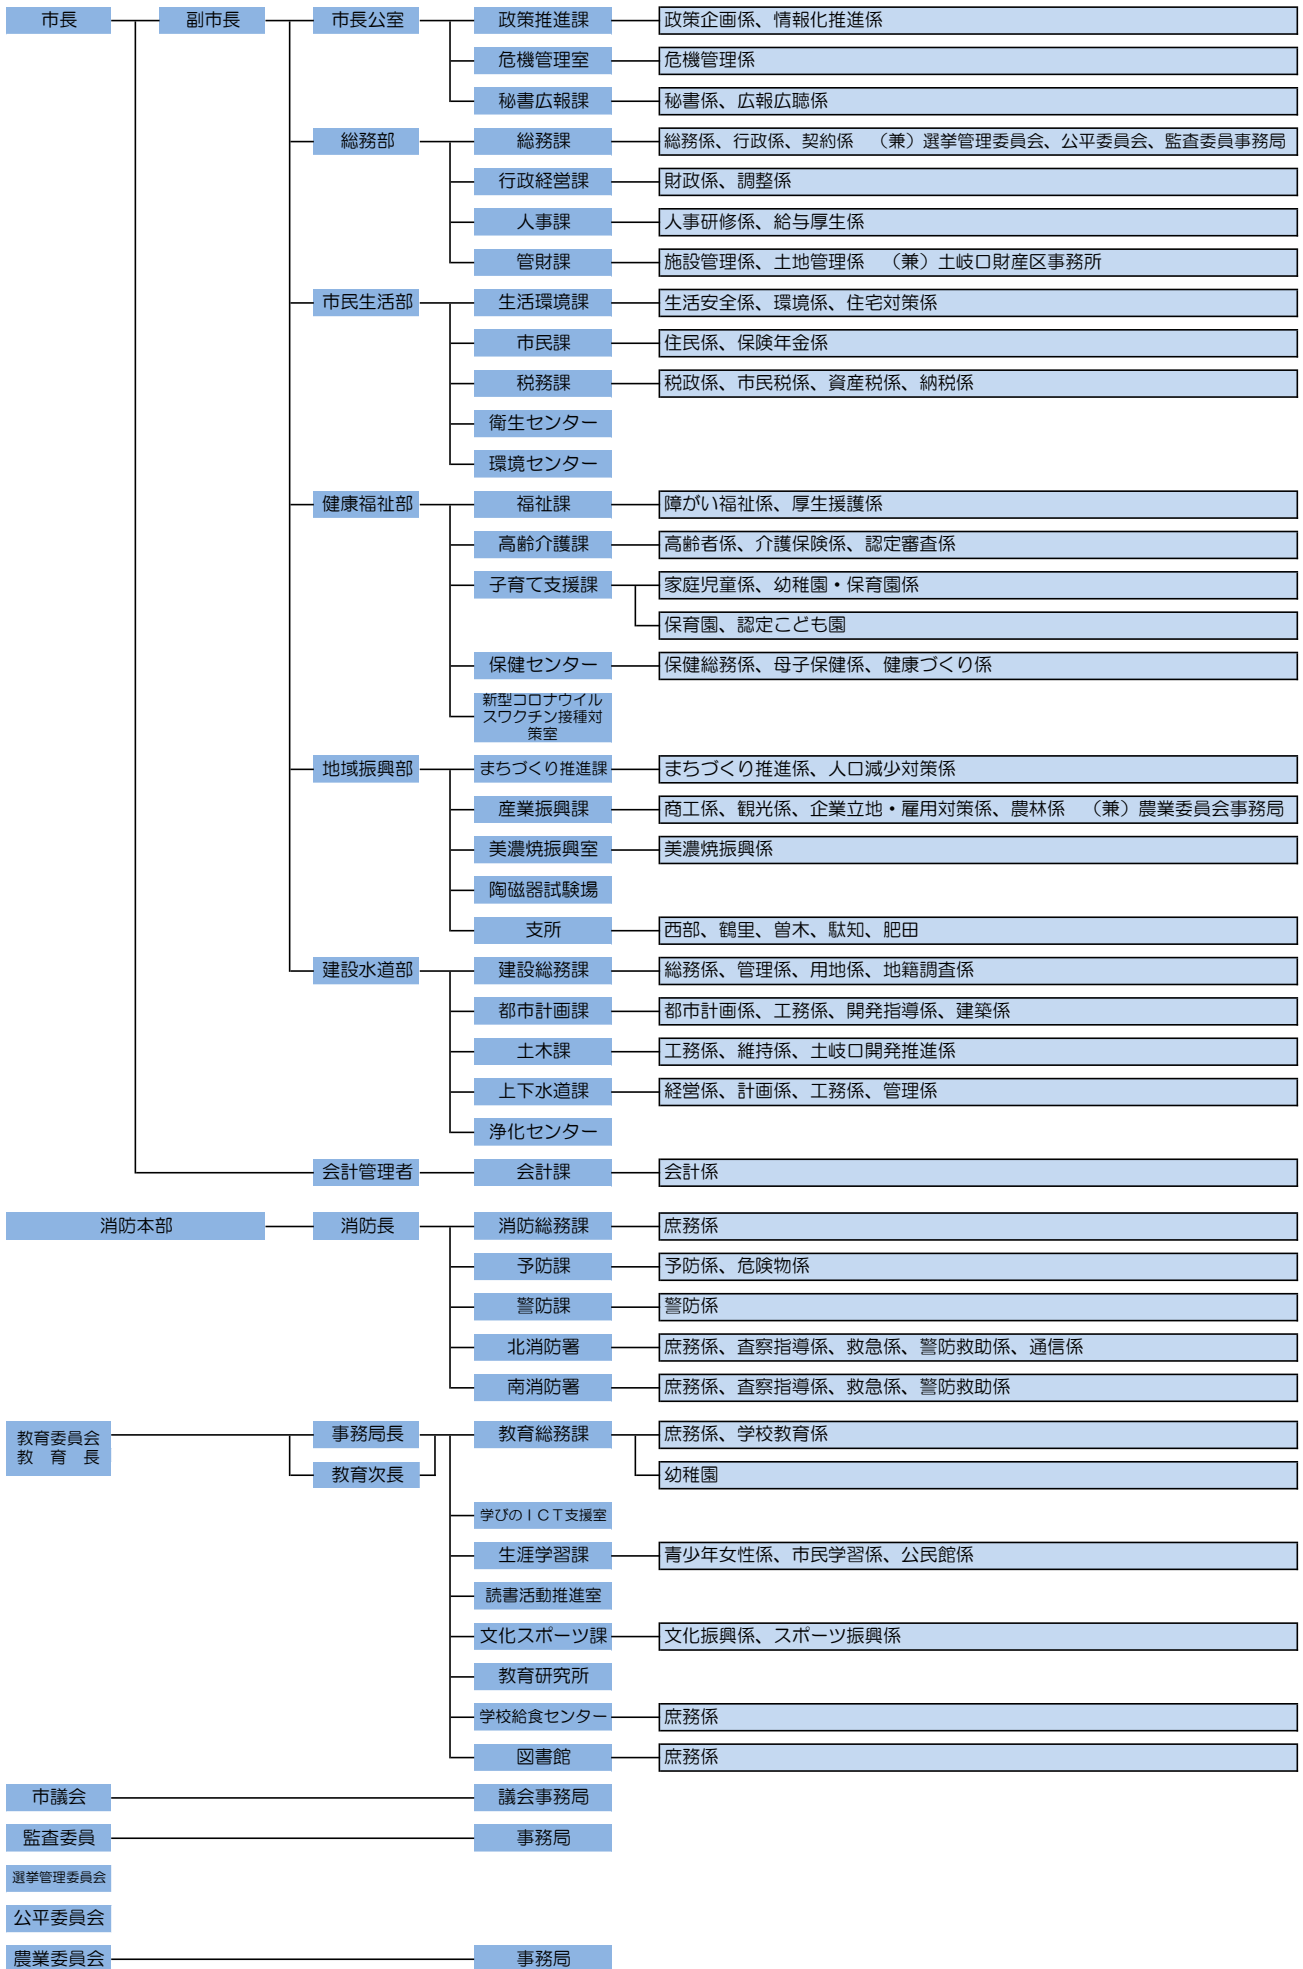 市長 副市長 市長公室 政策推進課 政策企画係、情報化推進係
危機管理室 危機管理係
秘書広報課 秘書係、広報広聴係
総務部 総務課 総務係、行政係、契約係 （兼）選挙管理委員会、公平委員会、監査委員事務局
行政経営課 財政係、調整係
人事課 人事研修係、給与厚生係
管財課 施設管理係、土地管理係 （兼）土岐口財産区事務所
市民生活部 生活環境課 生活安全係、環境係、住宅対策係
市民課 住民係、保険年金係
税務課 税政係、市民税係、資産税係、納税係
衛生センター
環境センター
健康福祉部 福祉課 障がい福祉係、厚生援護係
高齢介護課 高齢者係、介護保険係、認定審査係
子育て支援課 家庭児童係、幼稚園・保育園係
保育園、認定こども園
保健センター 保健総務係、母子保健係、健康づくり係
新型コロナウイル
スワクチン接種対
策室
地域振興部 まちづくり推進課 まちづくり推進係、人口減少対策係
産業振興課 商工係、観光係、企業立地・雇用対策係、農林係 （兼）農業委員会事務局
美濃焼振興室 美濃焼振興係
陶磁器試験場
支所 西部、鶴里、曽木、駄知、肥田
建設水道部 建設総務課 総務係、管理係、用地係、地籍調査係
都市計画課 都市計画係、工務係、開発指導係、建築係
土木課 工務係、維持係、土岐口開発推進係
上下水道課 経営係、計画係、工務係、管理係
浄化センター
会計管理者 会計課 会計係
消防本部 消防長 消防総務課 庶務係
予防課 予防係、危険物係
警防課 警防係
北消防署 庶務係、査察指導係、救急係、警防救助係、通信係
南消防署 庶務係、査察指導係、救急係、警防救助係
教育委員会
教 育 長
事務局長 教育総務課 庶務係、学校教育係
教育次長 幼稚園
学びのＩＣＴ支援室
生涯学習課 青少年女性係、市民学習係、公民館係
読書活動推進室
文化スポーツ課 文化振興係、スポーツ振興係
教育研究所
学校給食センター 庶務係
図書館 庶務係
市議会 議会事務局
監査委員 事務局
選挙管理委員会
公平委員会
農業委員会 事務局